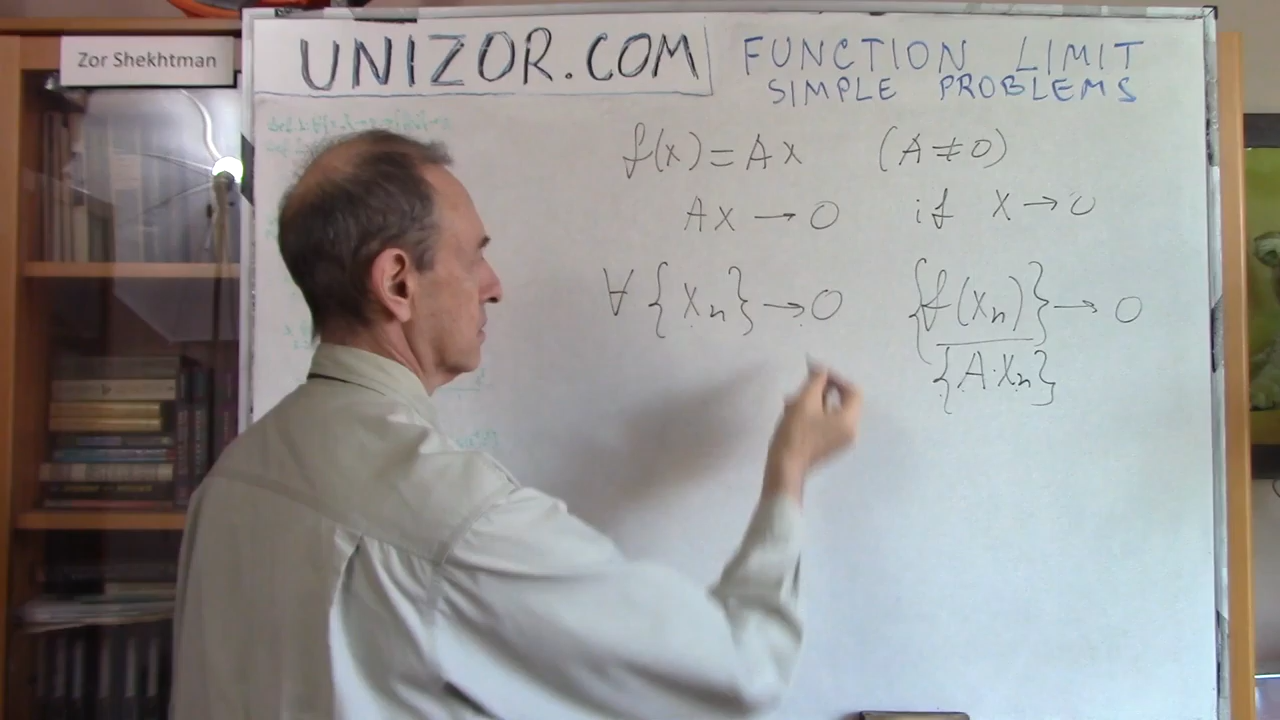 Zor Shekhtman
UNIZOR.COM
FUNCTION LIMIT
SIMPLE PROBLEMS
f(x) = Ax (A ≠ 0)
Ax → 0 if x → 0
∀ {Xn} → 0 {f(Xn)} → 0
{A·Xn}